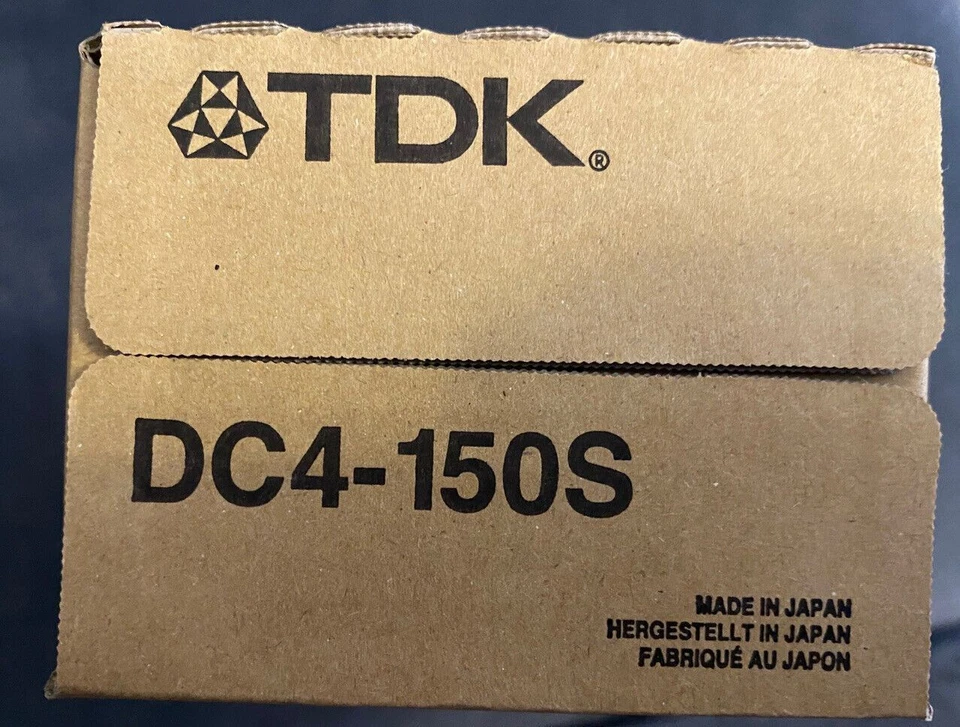 TDK®
DC4-150S
MADE IN JAPAN
HERGESTELLT IN JAPAN
FABRIQUÉ AU JAPON